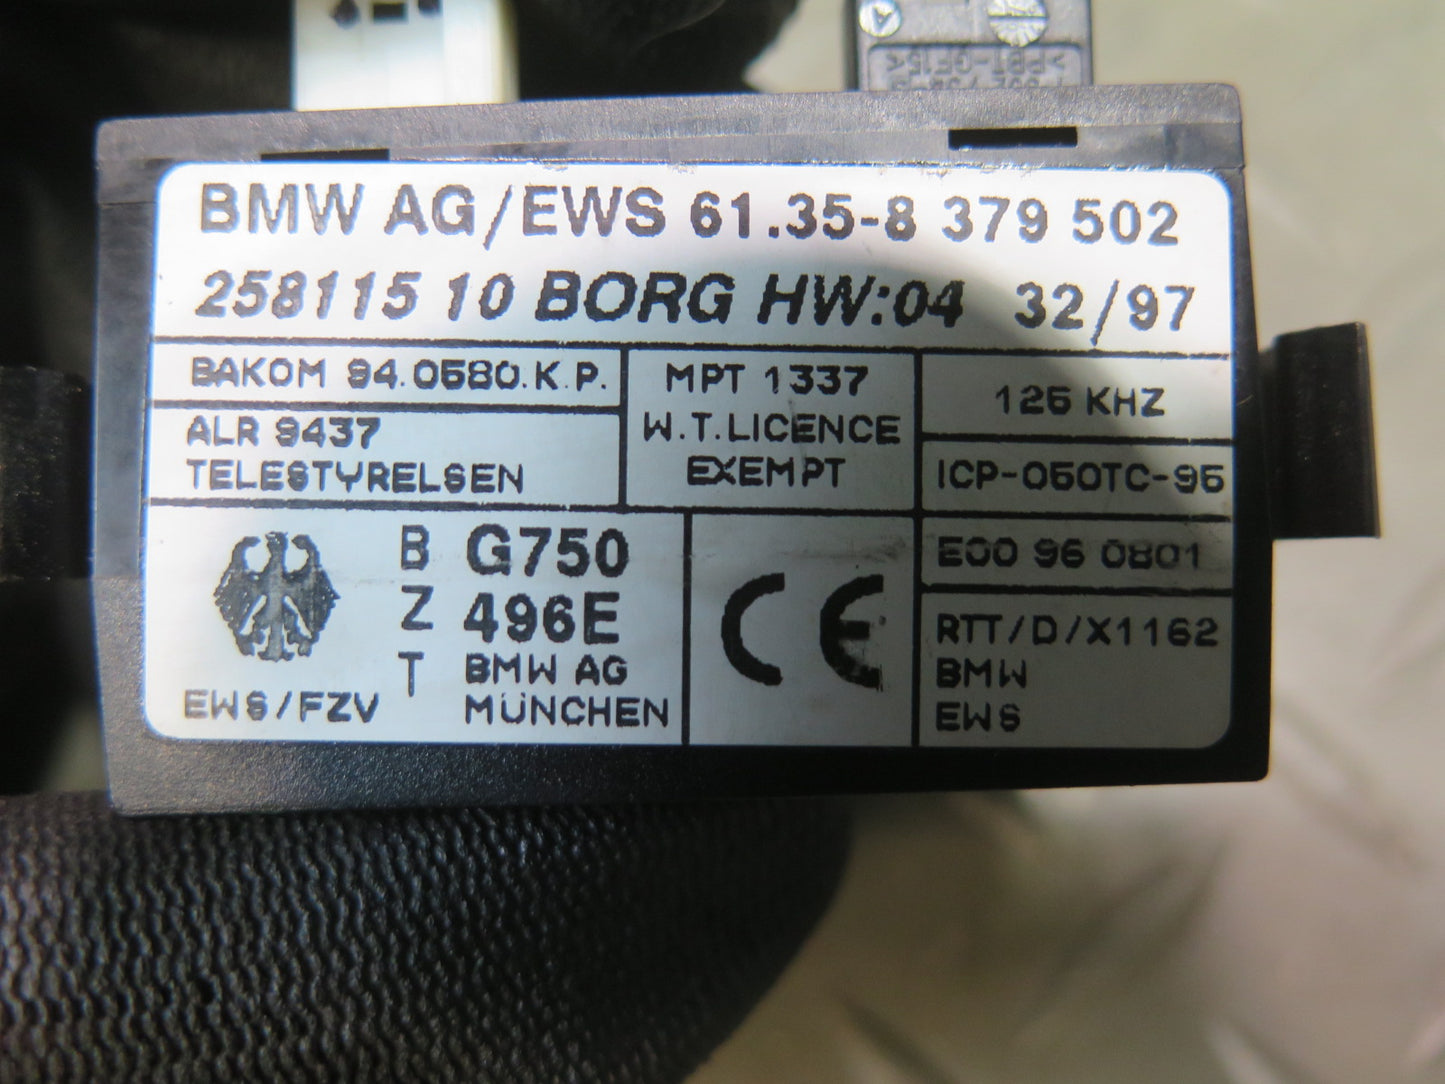 BMW AG/EWS 61.35-8 379 502
258115 10 BORG HW:04 32/97
BAKOM 94.0580.K.P.
ALR 9437
TELESTYRELSEN
MPT 1337
W.T.LICENCE
EXEMPT
125 KHZ
ICP-050TC-95
EWS/FZV
B
Z
T
G750
496E
BMW AG
MÜNCHEN
CE
E00 96 0801
RTT/D/X1162
BMW
EWS